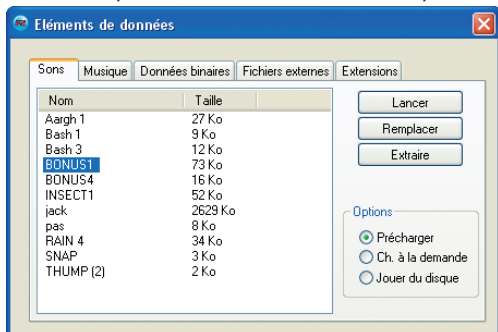 Eléments de données
Sons Musique Données binaires Fichiers externes Extensions
Nom Taille
Aargh 1 27 Ko
Bash 1 9 Ko
Bash 3 12 Ko
BONUS1 73 Ko
BONUS4 16 Ko
INSECT1 52 Ko
jack 2629 Ko
pas 8 Ko
RAIN 4 34 Ko
SNAP 3 Ko
THUMP (2) 2 Ko
Lancer
Remplacer
Extraire
Options
Précharger
Ch. à la demande
Jouer du disque